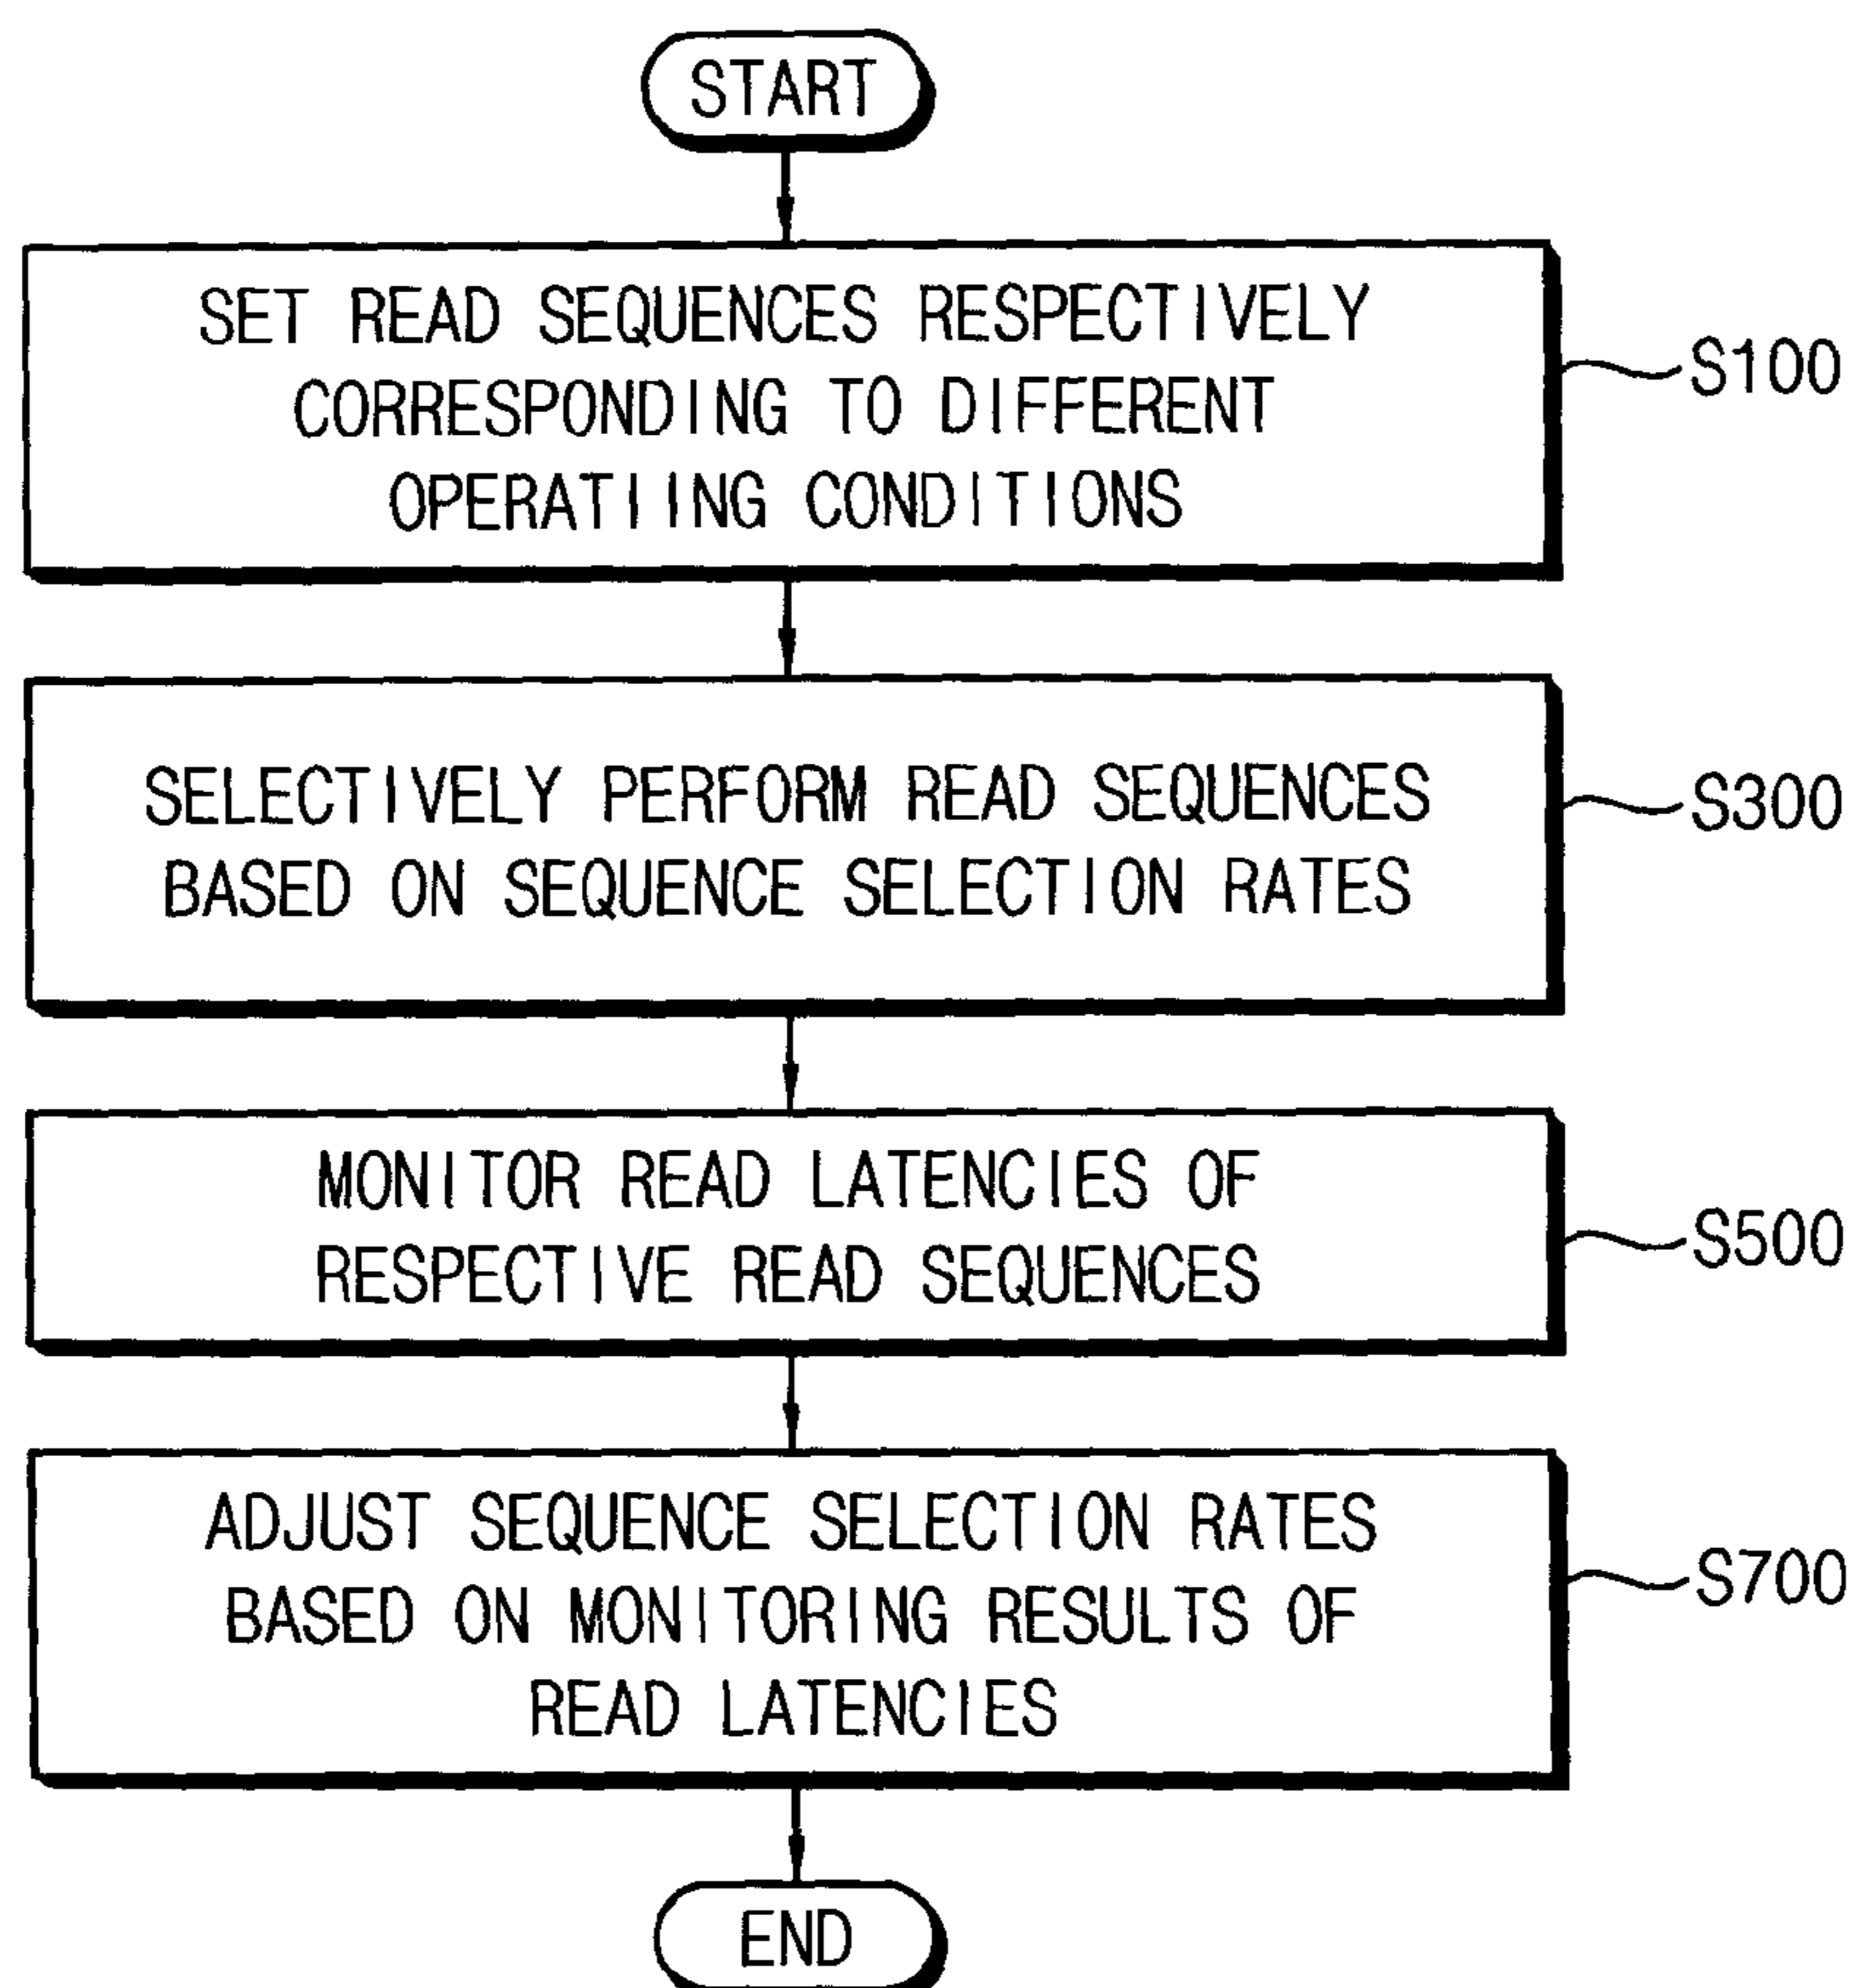 START
SET READ SEQUENCES RESPECTIVELY
CORRESPONDING TO DIFFERENT
OPERATIING CONDITIONS
S100
SELECTIVELY PERFORM READ SEQUENCES
BASED ON SEQUENCE SELECTION RATES
S300
MONITOR READ LATENCIES OF
RESPECTIVE READ SEQUENCES
S500
ADJUST SEQUENCE SELECTION RATES
BASED ON MONITORING RESULTS OF
READ LATENCIES
S700
END